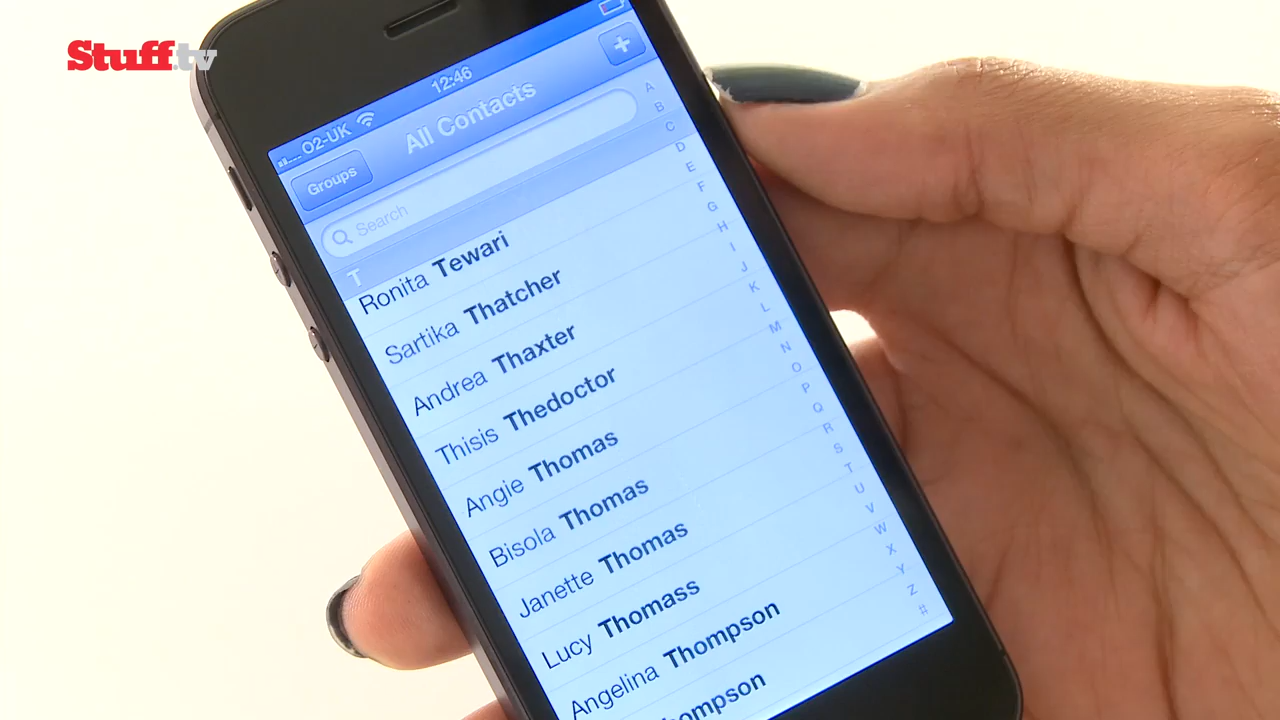 Stuff.tv
O2-UK 12:46
Groups All Contacts +
Search
T
Ronita Tewari
Sartika Thatcher
Andrea Thaxter
Thisis Thedoctor
Angie Thomas
Bisola Thomas
Janette Thomas
Lucy Thomass
Angelina Thompson
A
B
C
D
E
F
G
H
I
J
K
L
M
N
O
P
Q
R
S
T
U
V
W
X
Y
Z
#